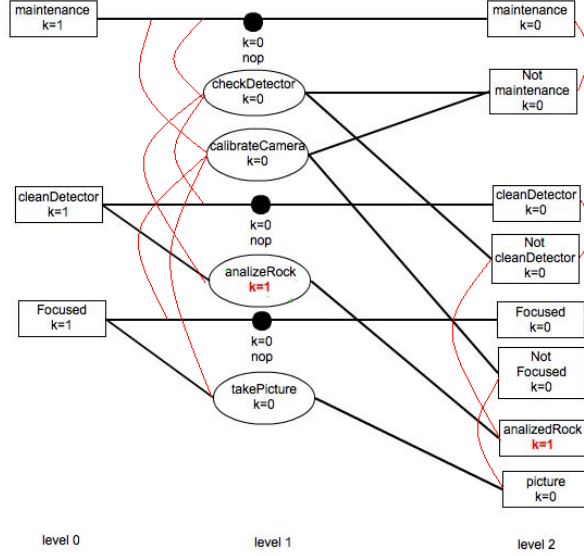 maintenance
k=1
k=0
nop
maintenance
k=0
checkDetector
k=0
Not
maintenance
k=0
calibrateCamera
k=0
cleanDetector
k=1
k=0
nop
cleanDetector
k=0
Not
cleanDetector
k=0
analizeRock
k=1
Focused
k=1
k=0
nop
Focused
k=0
Not
Focused
k=0
takePicture
k=0
analizedRock
k=1
picture
k=0
level 0
level 1
level 2